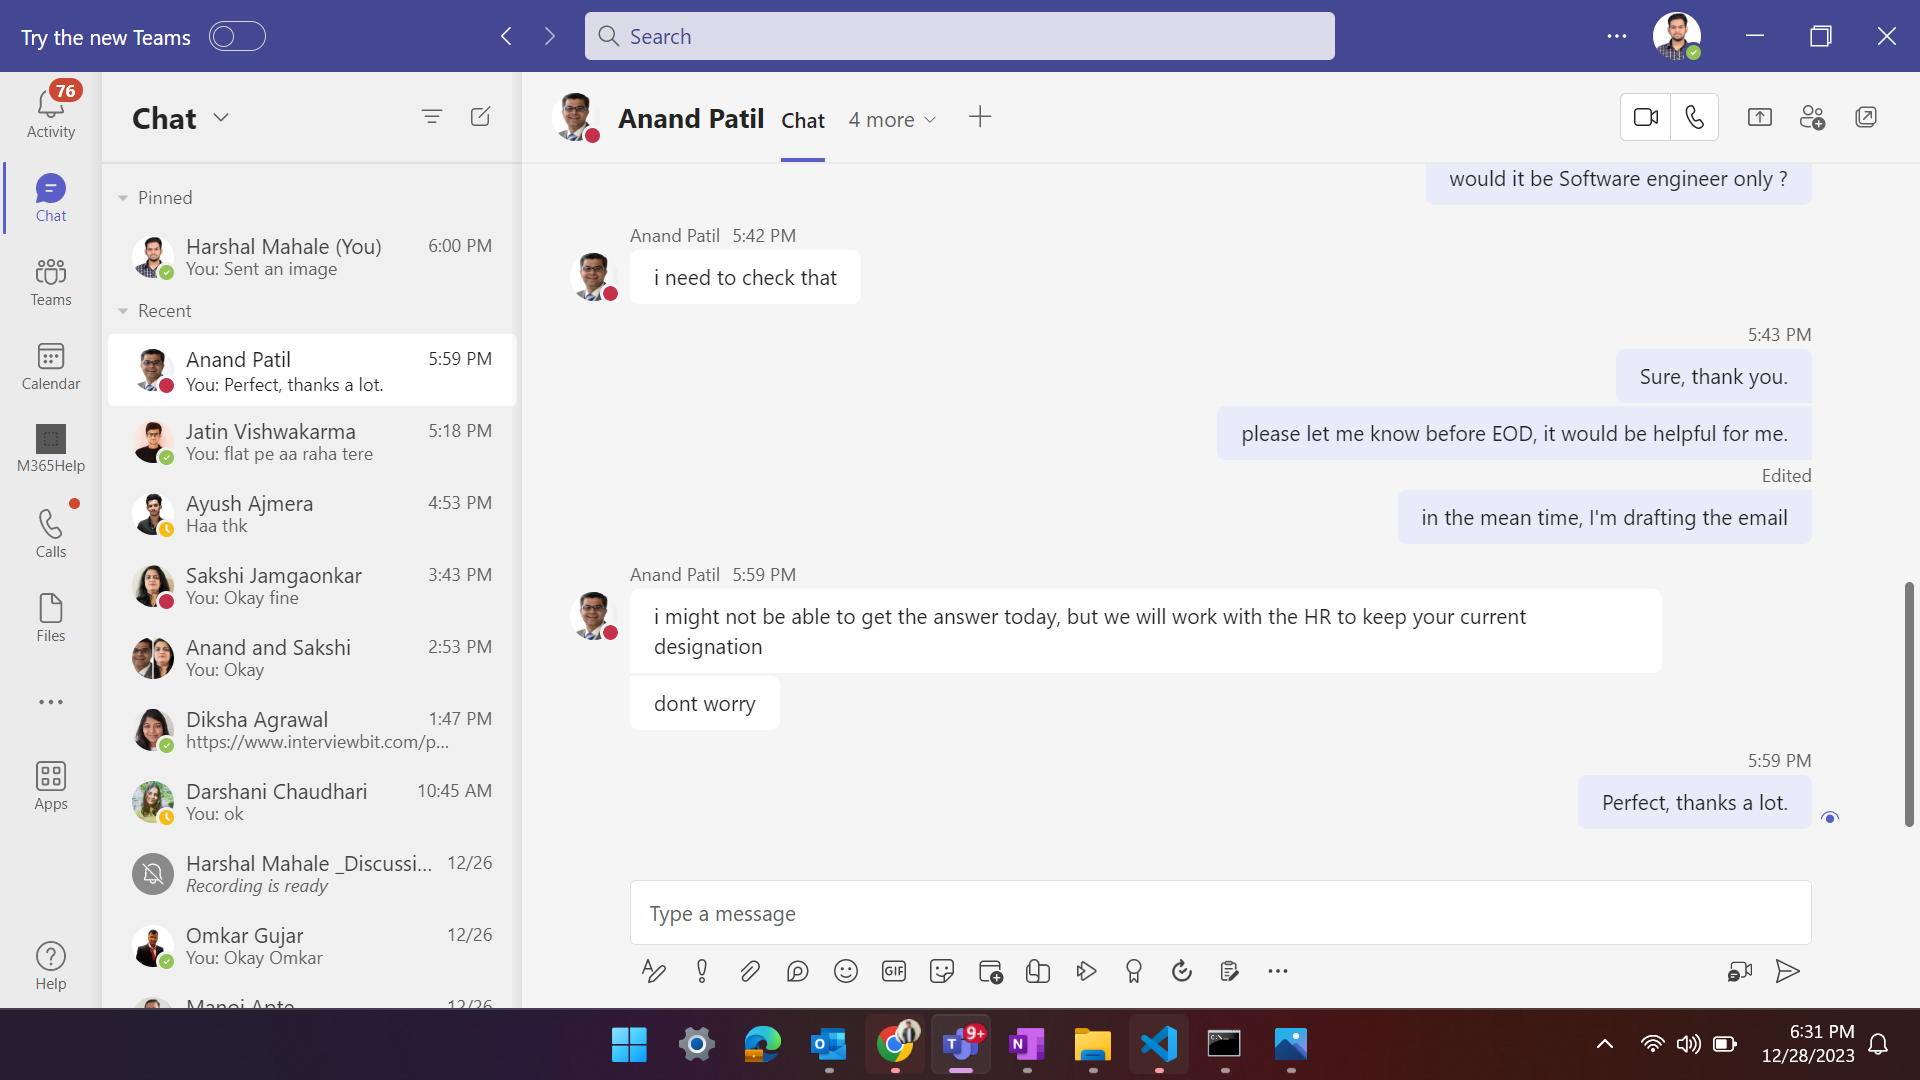 Try the new Teams
Search
76
Activity
Chat
Teams
Calendar
M365Help
Calls
Files
Apps
Help
Chat
Pinned
Harshal Mahale (You) 6:00 PM
You: Sent an image
Recent
Anand Patil 5:59 PM
You: Perfect, thanks a lot.
Jatin Vishwakarma 5:18 PM
You: flat pe aa raha tere
Ayush Ajmera 4:53 PM
Haa thk
Sakshi Jamgaonkar 3:43 PM
You: Okay fine
Anand and Sakshi 2:53 PM
You: Okay
Diksha Agrawal 1:47 PM
https://www.interviewbit.com/p...
Darshani Chaudhari 10:45 AM
You: ok
Harshal Mahale _Discussi... 12/26
Recording is ready
Omkar Gujar 12/26
You: Okay Omkar
Manoj Apte 12/26
Anand Patil Chat 4 more
would it be Software engineer only ?
Anand Patil 5:42 PM
i need to check that
5:43 PM
Sure, thank you.
please let me know before EOD, it would be helpful for me.
Edited
in the mean time, I'm drafting the email
Anand Patil 5:59 PM
i might not be able to get the answer today, but we will work with the HR to keep your current
designation
dont worry
5:59 PM
Perfect, thanks a lot.
Type a message
GIF
9+
6:31 PM
12/28/2023